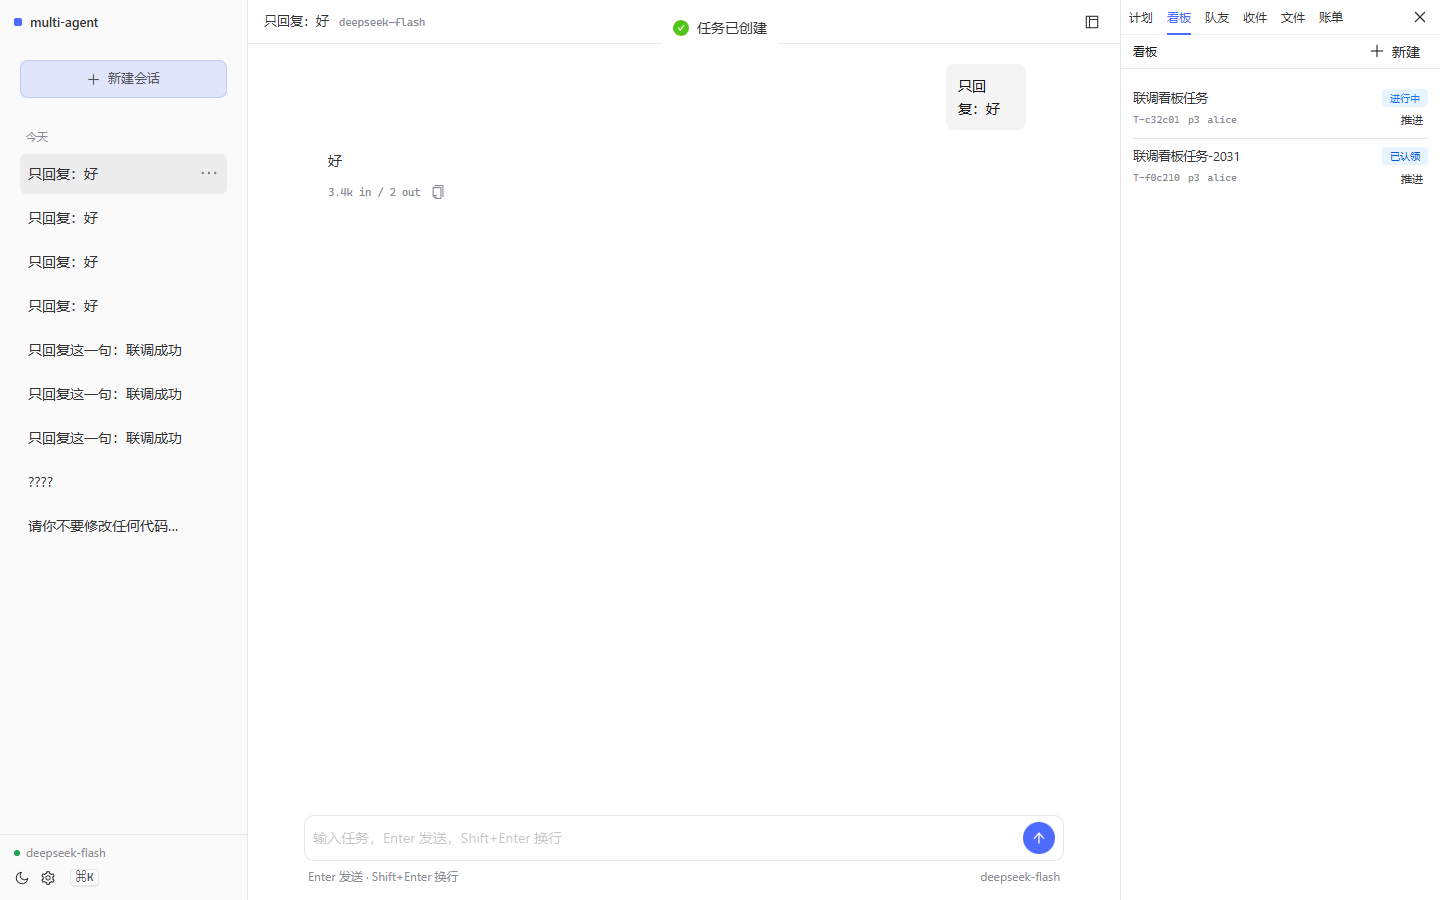 multi-agent
新建会话
今天
只回复：好
只回复：好
只回复：好
只回复：好
只回复这一句：联调成功
只回复这一句：联调成功
只回复这一句：联调成功
????
请你不要修改任何代码...
deepseek-flash
⌘K
只回复：好 deepseek-flash
任务已创建
只回
复：好
好
3.4k in / 2 out
输入任务，Enter 发送，Shift+Enter 换行
Enter 发送 · Shift+Enter 换行
deepseek-flash
计划 看板 队友 收件 文件 账单
看板
新建
联调看板任务
进行中
T-c32c01 p3 alice
推进
联调看板任务-2031
已认领
T-f0c210 p3 alice
推进